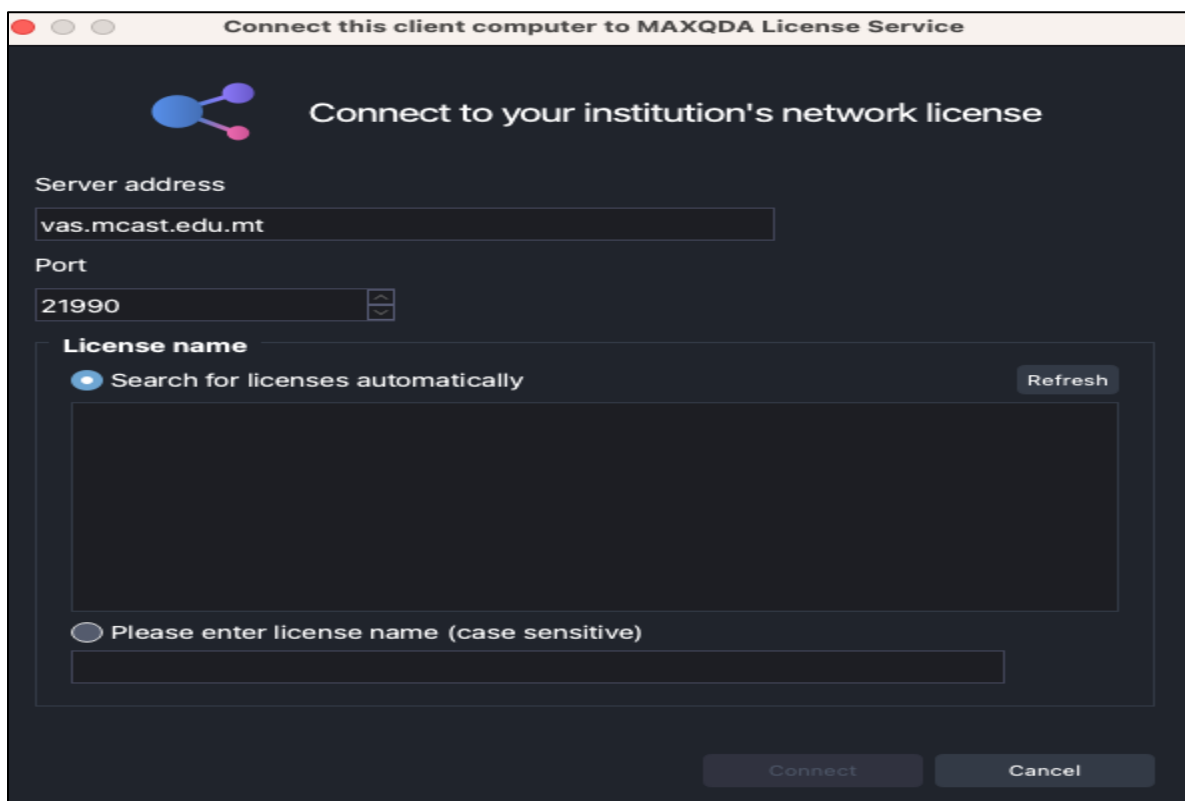 Connect this client computer to MAXQDA License Service
Connect to your institution's network license
Server address
vas.mcast.edu.mt
Port
21990
License name
Search for licenses automatically
Refresh
Please enter license name (case sensitive)
Connect
Cancel